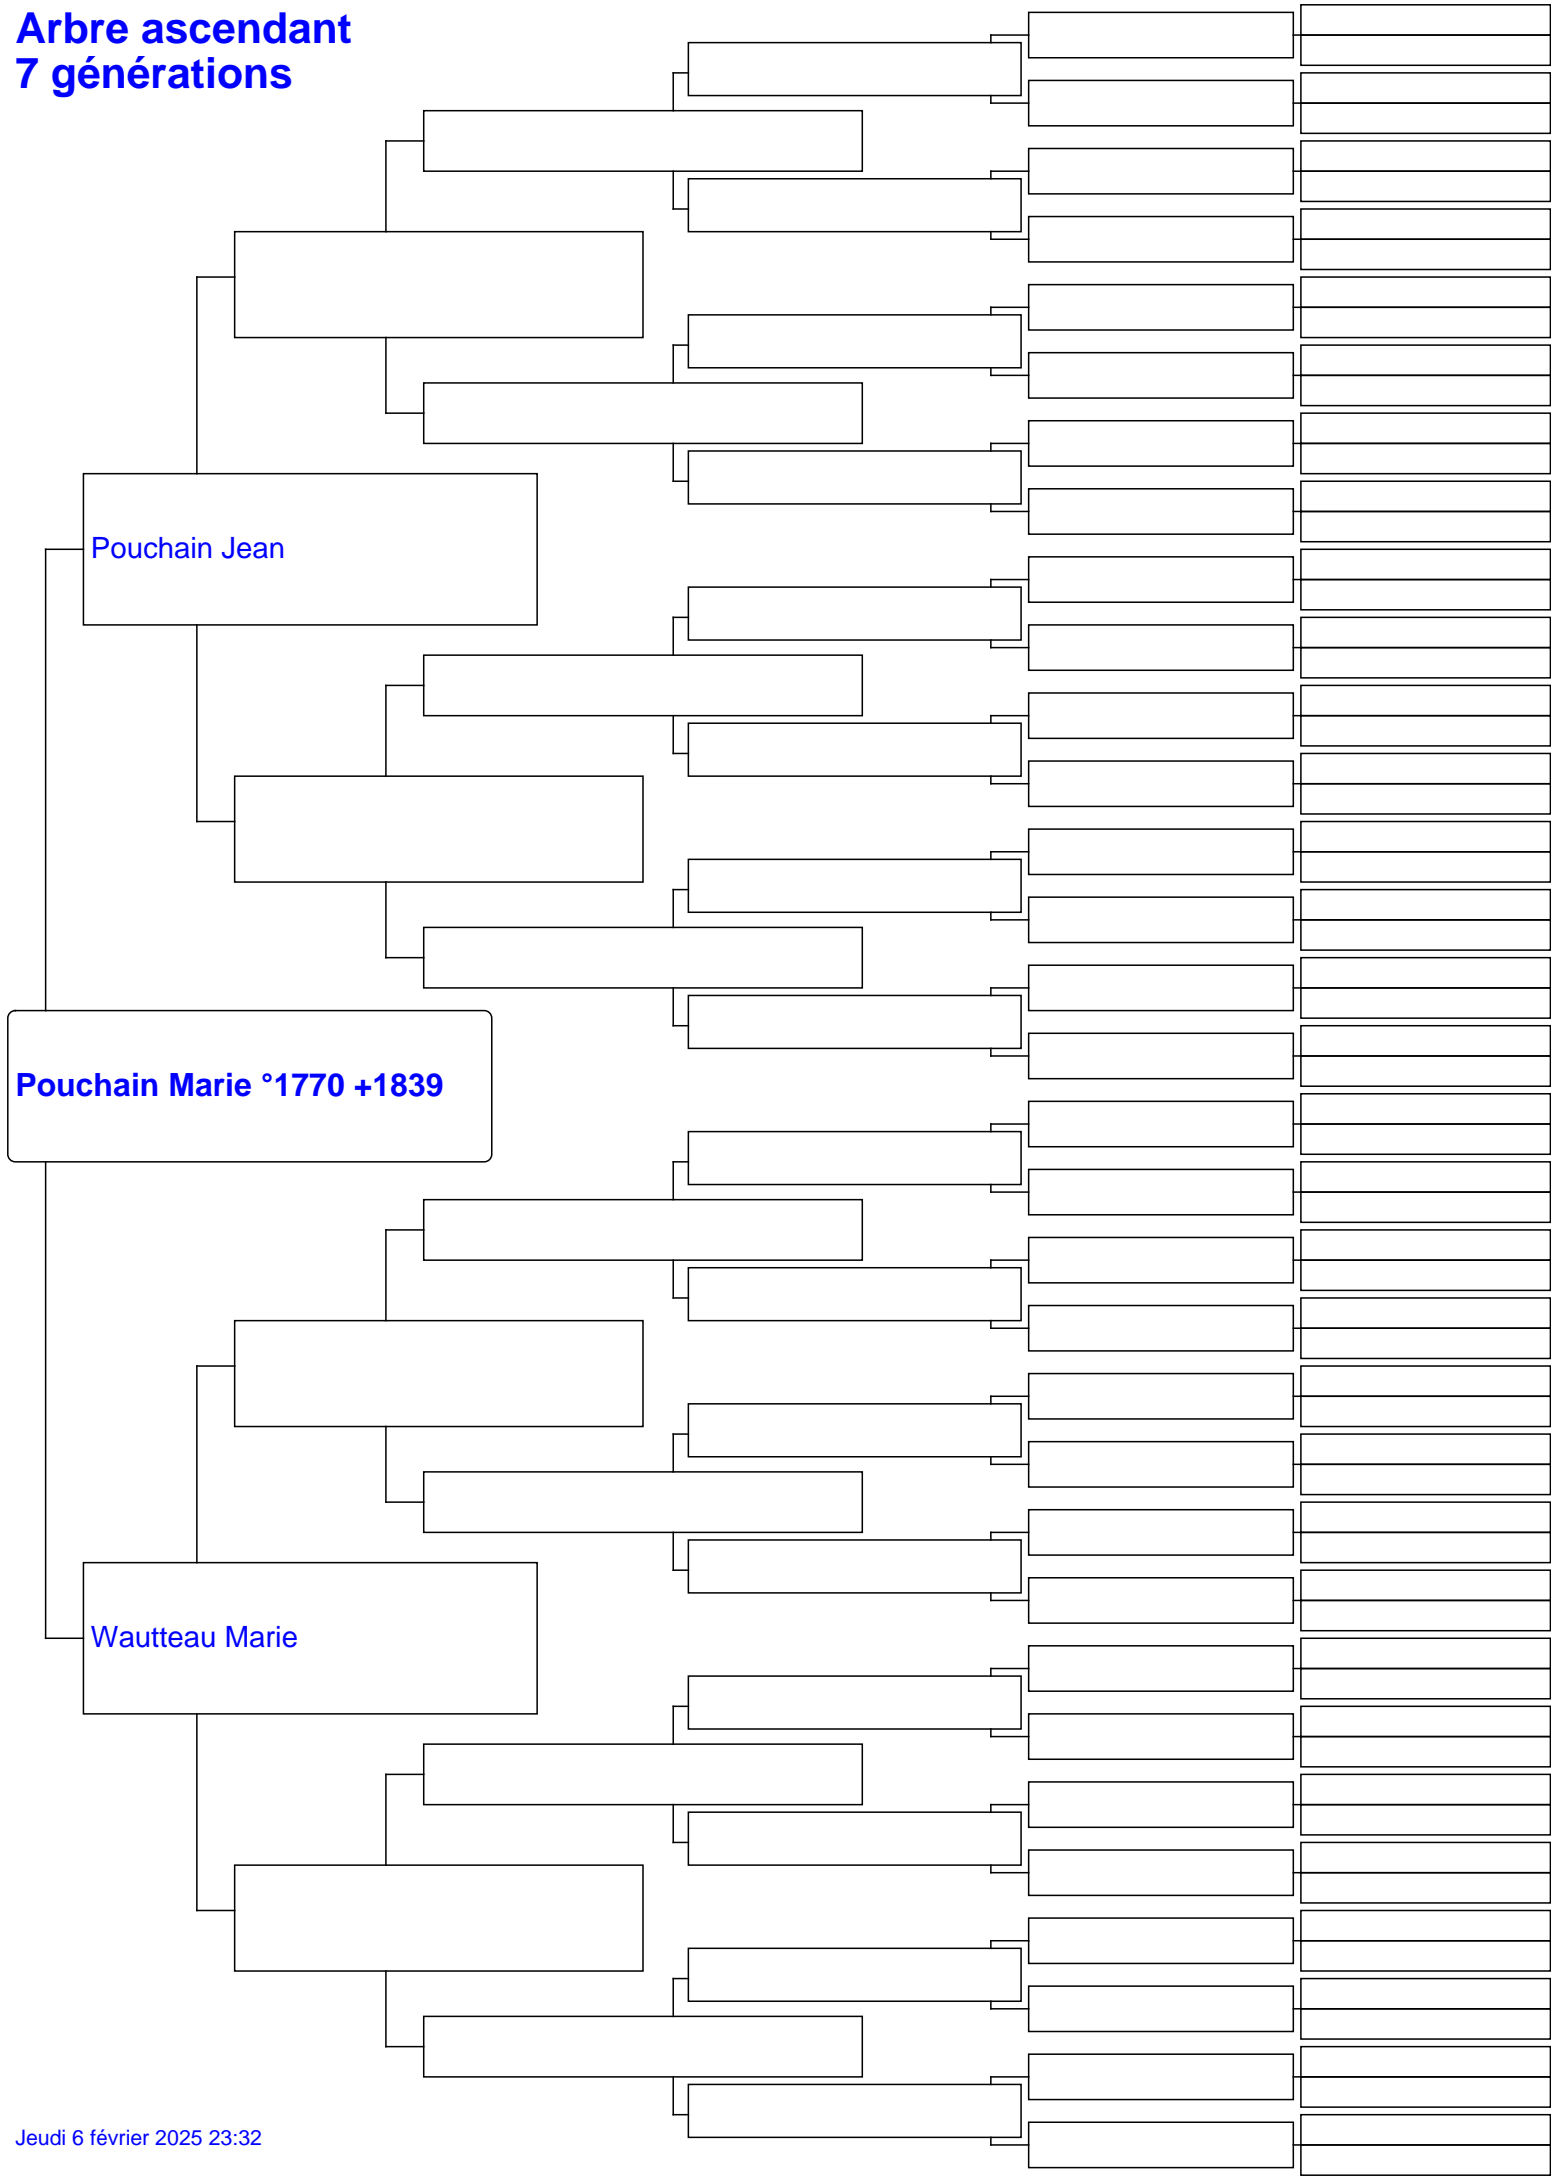 Arbre ascendant
7 générations
Pouchain Jean
Pouchain Marie °1770 +1839
Wautteau Marie
Jeudi 6 février 2025 23:32